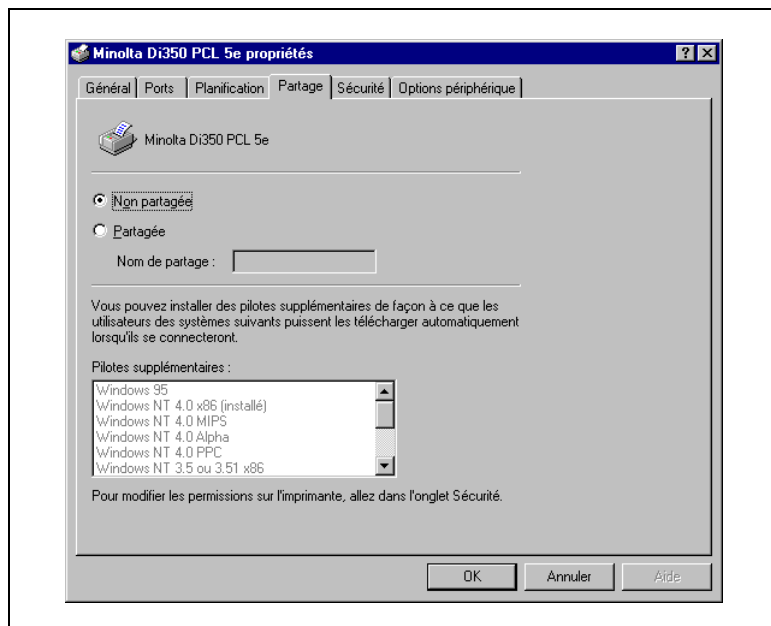 Minolta Di350 PCL 5e propriétés
Général Ports Planification Partage Sécurité Options périphérique
Minolta Di350 PCL 5e
Non partagée
Partagée
Nom de partage :
Vous pouvez installer des pilotes supplémentaires de façon à ce que les
utilisateurs des systèmes suivants puissent les télécharger automatiquement
lorsqu'ils se connecteront.
Pilotes supplémentaires :
Windows 95
Windows NT 4.0 x86 (installé)
Windows NT 4.0 MIPS
Windows NT 4.0 Alpha
Windows NT 4.0 PPC
Windows NT 3.5 ou 3.51 x86
Pour modifier les permissions sur l'imprimante, allez dans l'onglet Sécurité.
OK Annuler Aide